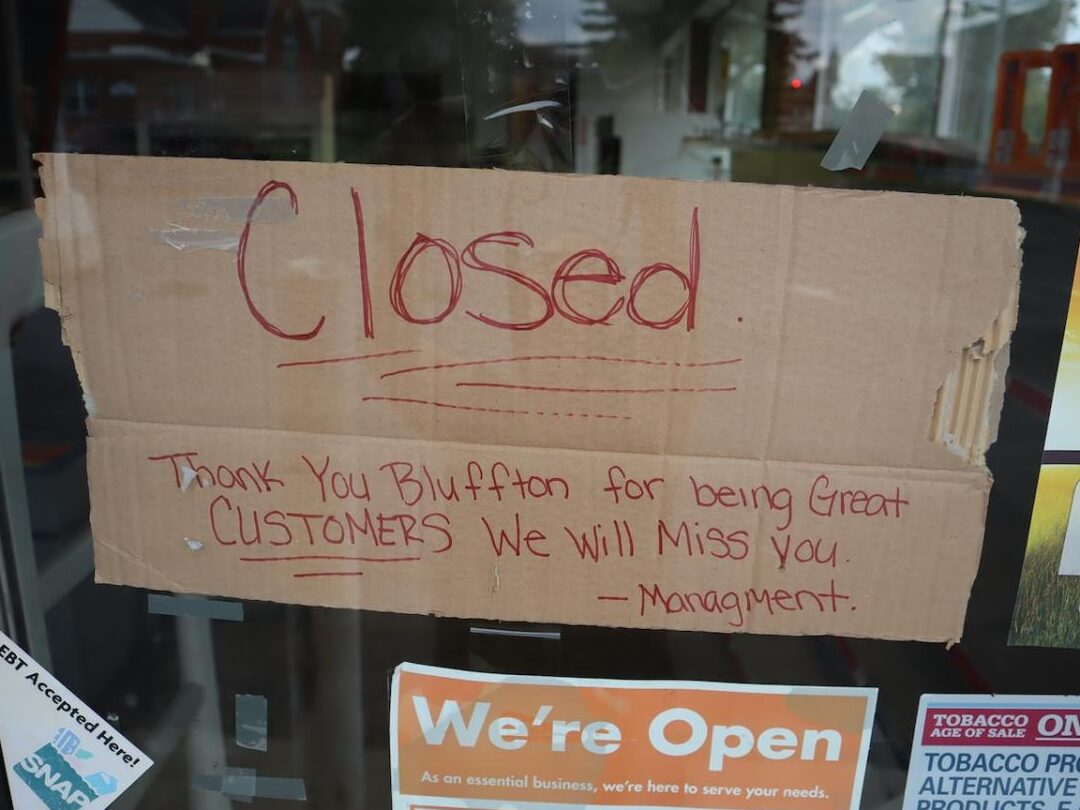 Closed.
Thank You Bluffton for being Great
CUSTOMERS We Will Miss you.
- Managment.
EBT Accepted Here!
SNAP
We're Open
As an essential business, we're here to serve your needs.
TOBACCO
AGE OF SALE
TOBACCO
ALTERNATIVE